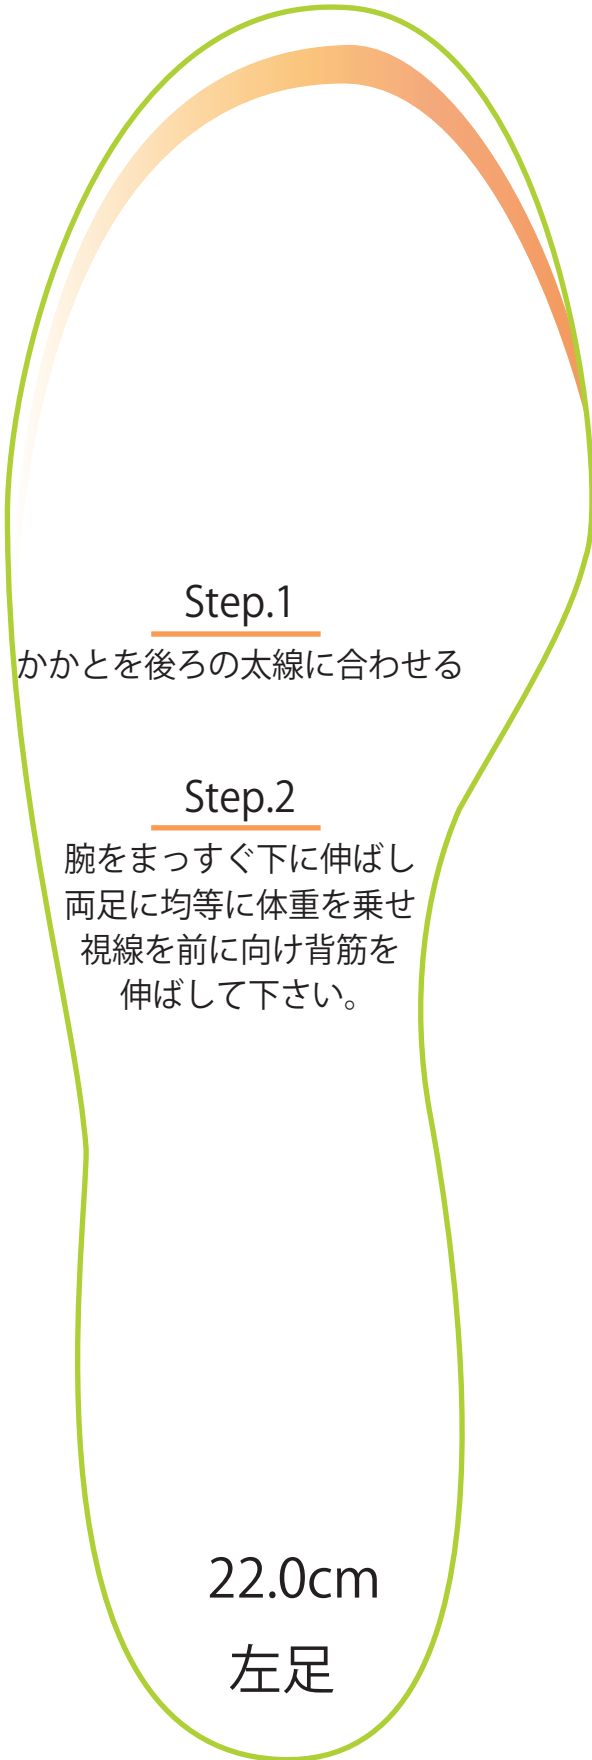 Step.1
かかとを後ろの太線に合わせる
Step.2
腕をまっすぐ下に伸ばし
両足に均等に体重を乗せ
視線を前に向け背筋を
伸ばして下さい。
22.0cm
左足